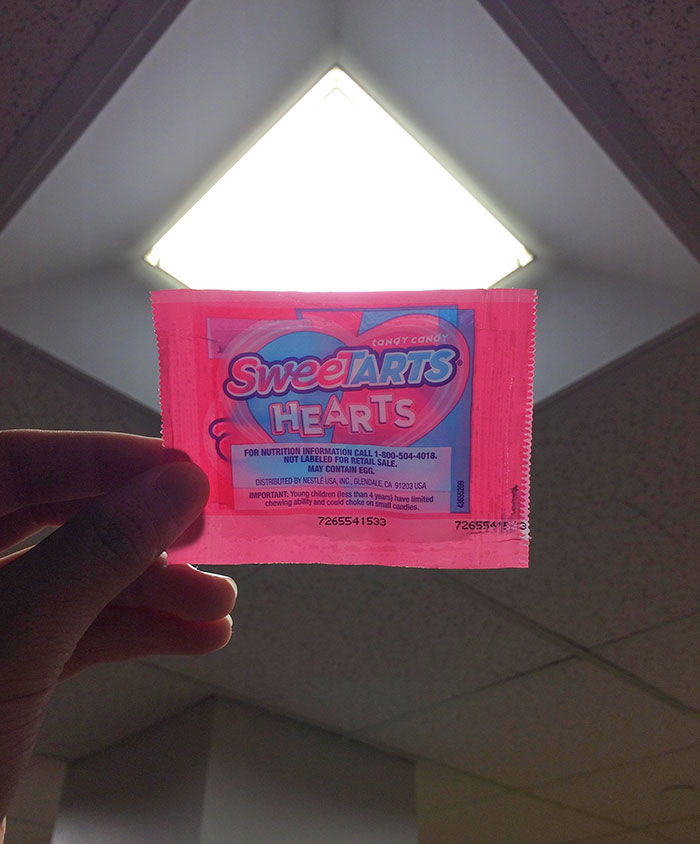 tangy candy
SweeTARTS
HEARTS
FOR NUTRITION INFORMATION CALL 1-800-504-4018.
NOT LABELED FOR RETAIL SALE.
MAY CONTAIN EGG.
DISTRIBUTED BY NESTLÉ USA, INC., GLENDALE, CA 91203 USA
IMPORTANT: Young children (less than 4 years) have limited
chewing ability and could choke on small candies.
7265541533